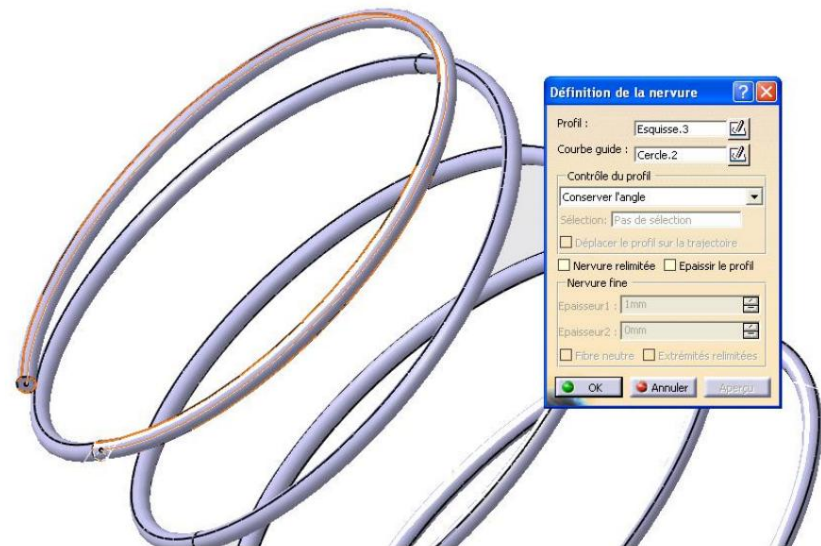 Définition de la nervure
Profil :
Esquisse.3
Courbe guide :
Cercle.2
Contrôle du profil
Conserver l'angle
Sélection: Pas de sélection
Déplacer le profil sur la trajectoire
Nervure relimitée Epaissir le profil
Nervure fine
Epaisseur1 : 1mm
Epaisseur2 : 0mm
Fibre neutre Extrémités relimitées
OK Annuler Aperçu